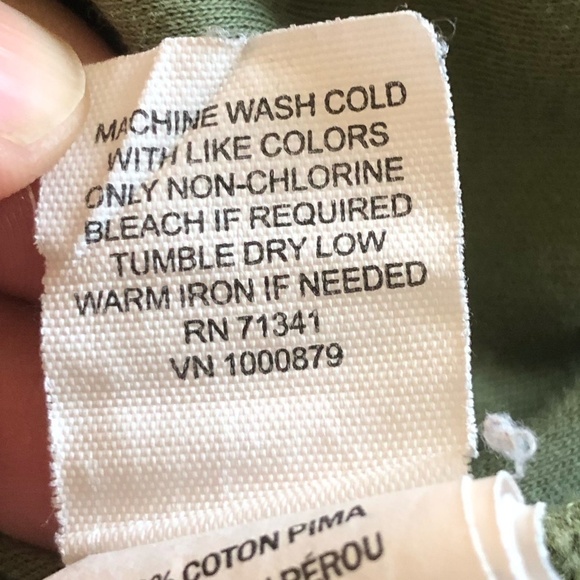 MACHINE WASH COLD
WITH LIKE COLORS
ONLY NON-CHLORINE
BLEACH IF REQUIRED
TUMBLE DRY LOW
WARM IRON IF NEEDED
RN 71341
VN 1000879
% COTON PIMA
PÉROU